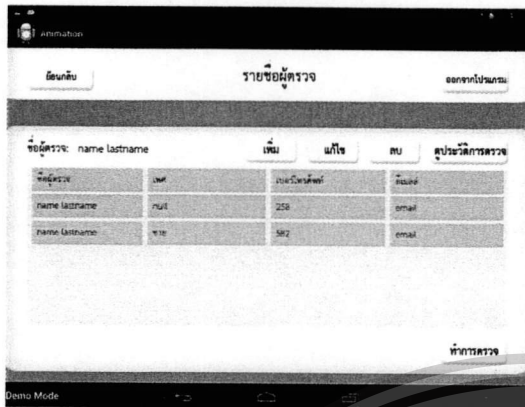 Animation
ย้อนกลับ รายชื่อผู้ตรวจ ออกจากโปรแกรม
ชื่อผู้ตรวจ: name lastname เพิ่ม แก้ไข ลบ ดูประวัติการตรวจ
ชื่อผู้ตรวจ เพศ เบอร์โทรศัพท์ อีเมลล์
name lastname null 258 email
name lastname ชาย 582 email
ทำการตรวจ
Demo Mode